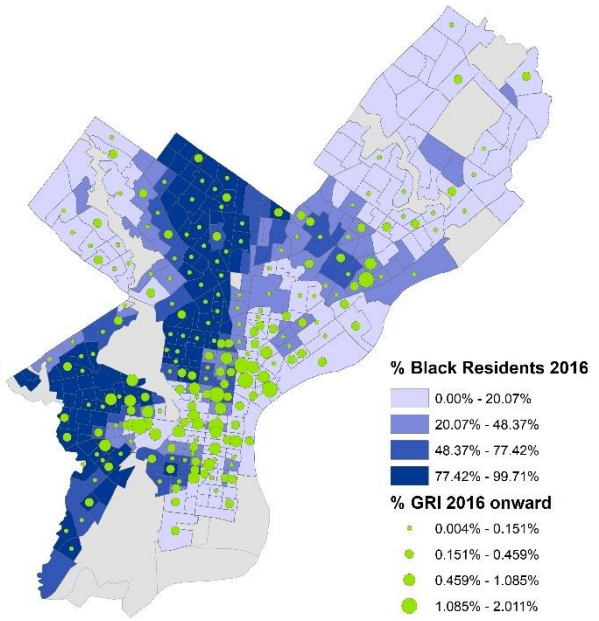 % Black Residents 2016
0.00% - 20.07%
20.07% - 48.37%
48.37% - 77.42%
77.42% - 99.71%
% GRI 2016 onward
0.004% - 0.151%
0.151% - 0.459%
0.459% - 1.085%
1.085% - 2.011%